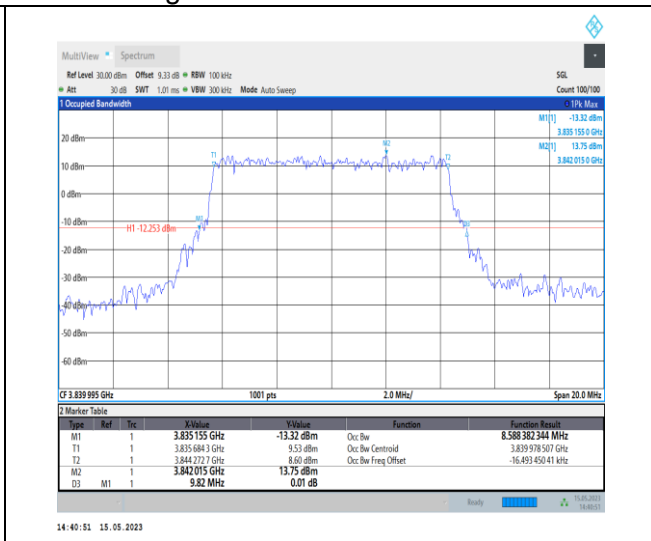 MultiView Spectrum
Ref Level 30.00 dBm Offset 9.33 dB RBW 100 kHz SGL
Att 30 dB SWT 1.01 ms VBW 300 kHz Mode Auto Sweep Count 100/100
1 Occupied Bandwidth 1Pk Max
M1[1] -13.32 dBm
3.835 155 0 GHz
M2[1] 13.75 dBm
3.842 015 0 GHz
20 dBm
M2
T1
T2
10 dBm
0 dBm
-10 dBm
M1
H1 -12.253 dBm
-20 dBm
-30 dBm
-40 dBm
-50 dBm
-60 dBm
CF 3.839 995 GHz 1001 pts 2.0 MHz/ Span 20.0 MHz
2 Marker Table
Type Ref Trc X-Value Y-Value Function Function Result
M1 1 3.835 155 GHz -13.32 dBm Occ Bw 8.588 382 344 MHz
T1 1 3.835 684 3 GHz 9.53 dBm Occ Bw Centroid 3.839 978 507 GHz
T2 1 3.844 272 7 GHz 8.60 dBm Occ Bw Freq Offset -16.493 450 41 kHz
M2 1 3.842 015 GHz 13.75 dBm
D3 M1 1 9.82 MHz 0.01 dB
Ready 15.05.2023
14:40:51
14:40:51 15.05.2023